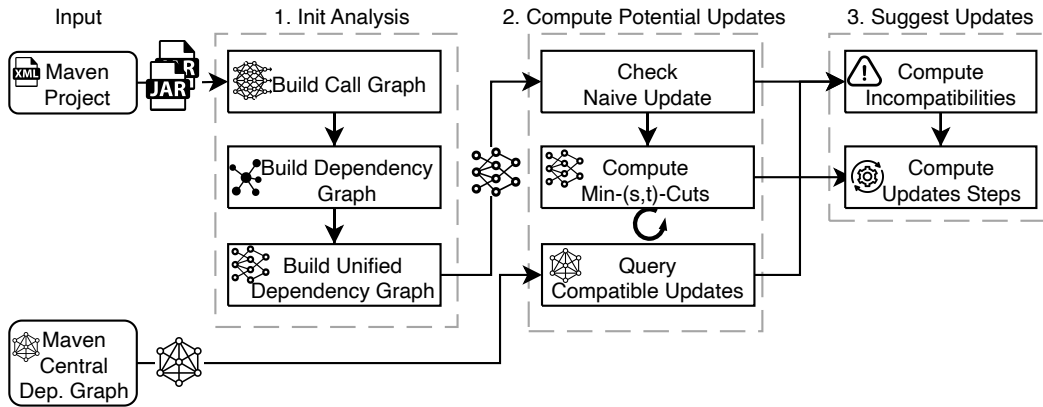 Input
1. Init Analysis
2. Compute Potential Updates
3. Suggest Updates
XML
Maven
Project
JAR
Build Call Graph
Build Dependency
Graph
Build Unified
Dependency Graph
Check
Naive Update
Compute
Min-(s,t)-Cuts
Query
Compatible Updates
Compute
Incompatibilities
Compute
Updates Steps
Maven
Central
Dep. Graph